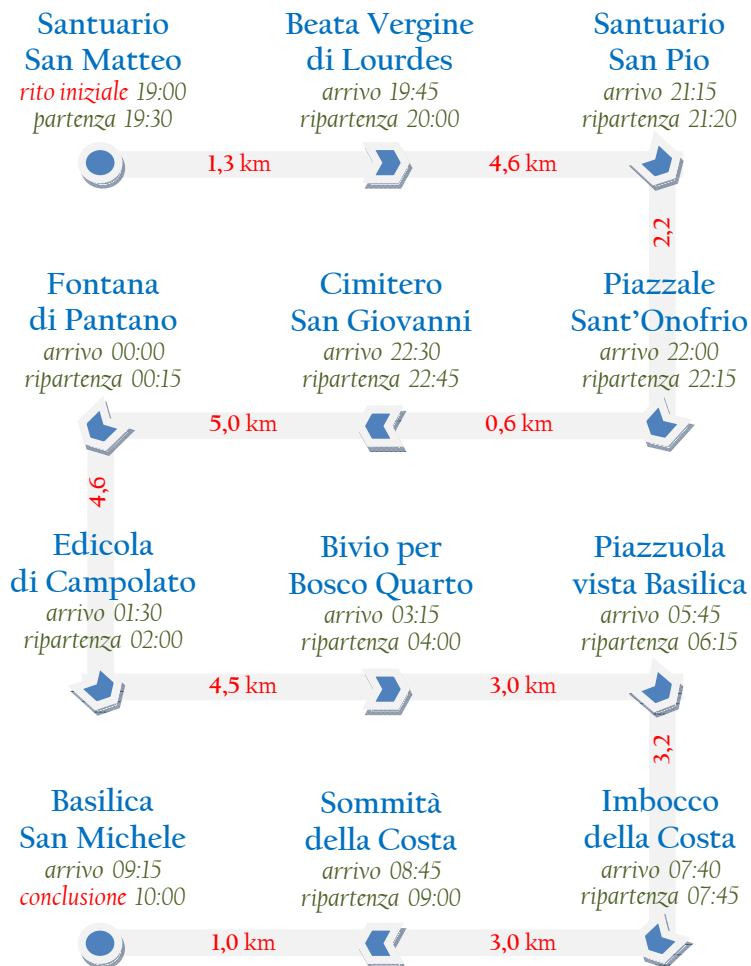 Santuario
San Matteo
rito iniziale 19:00
partenza 19:30
Beata Vergine
di Lourdes
arrivo 19:45
ripartenza 20:00
Santuario
San Pio
arrivo 21:15
ripartenza 21:20
1,3 km
4,6 km
2,2
Piazzale
Sant'Onofrio
arrivo 22:00
ripartenza 22:15
0,6 km
Cimitero
San Giovanni
arrivo 22:30
ripartenza 22:45
5,0 km
Fontana
di Pantano
arrivo 00:00
ripartenza 00:15
4,6
Edicola
di Campolato
arrivo 01:30
ripartenza 02:00
4,5 km
Bivio per
Bosco Quarto
arrivo 03:15
ripartenza 04:00
3,0 km
Piazzuola
vista Basilica
arrivo 05:45
ripartenza 06:15
3,2
Imbocco
della Costa
arrivo 07:40
ripartenza 07:45
3,0 km
Sommità
della Costa
arrivo 08:45
ripartenza 09:00
1,0 km
Basilica
San Michele
arrivo 09:15
conclusione 10:00